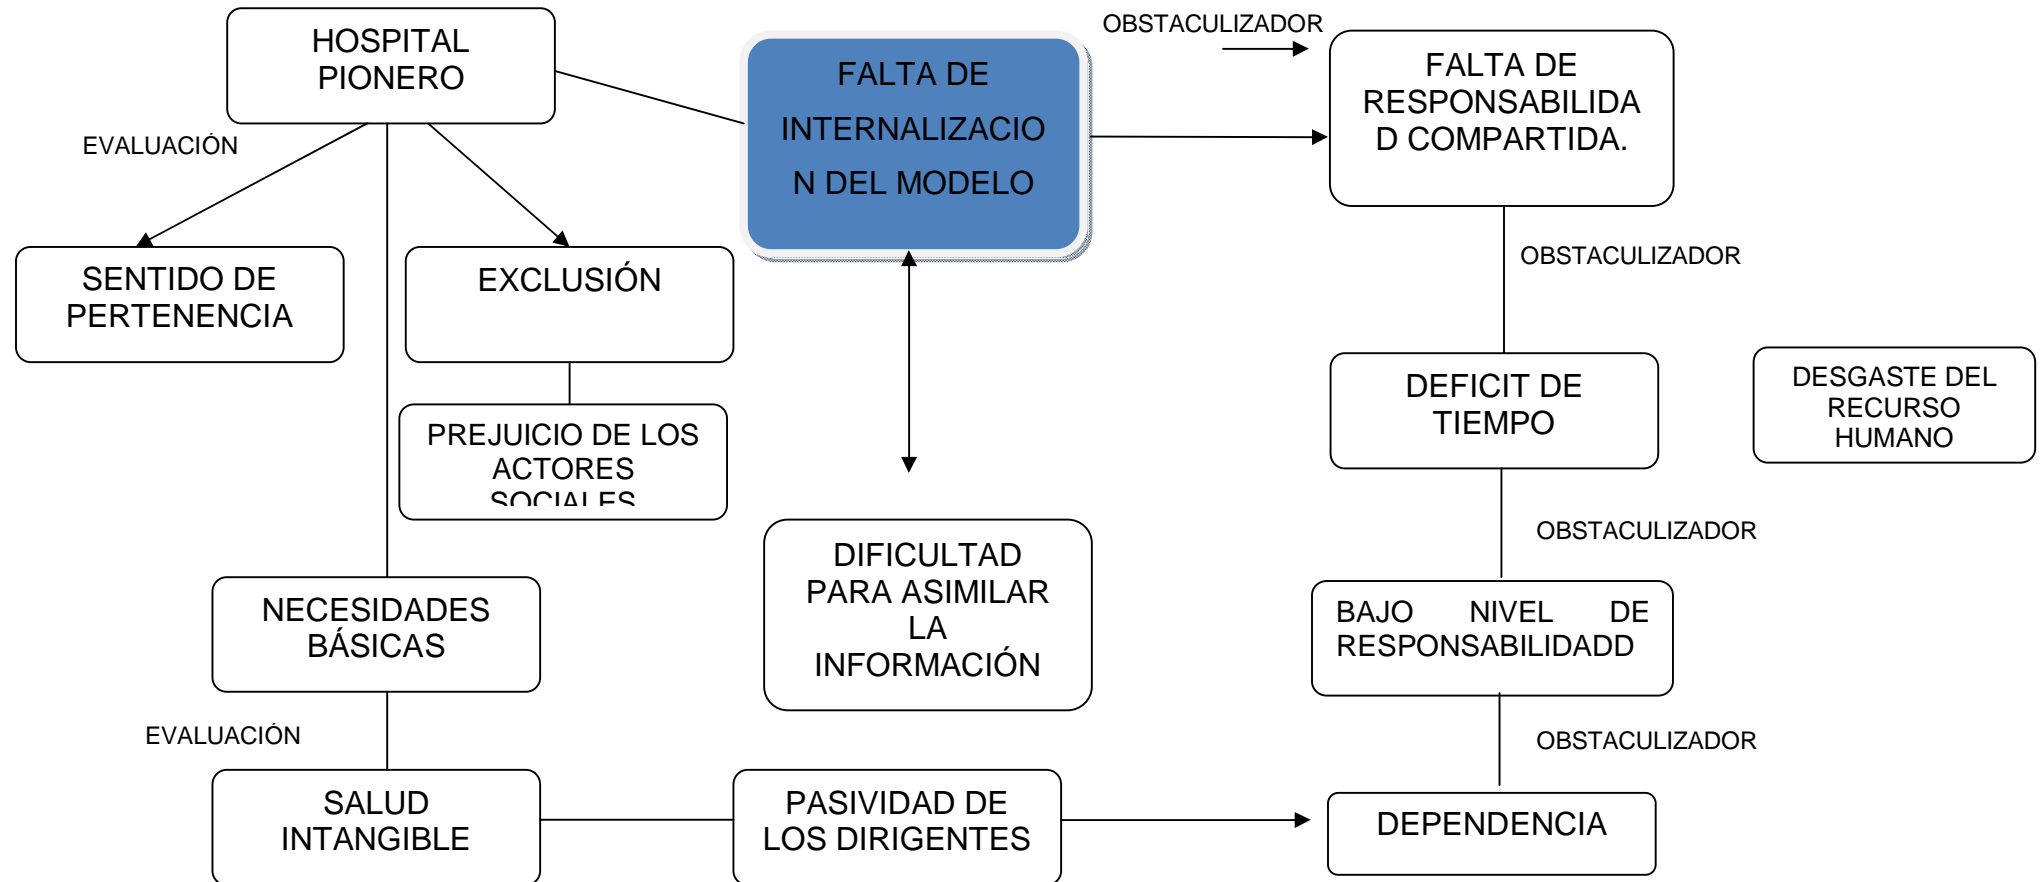 HOSPITAL
PIONERO
FALTA DE
INTERNALIZACIO
N DEL MODELO
OBSTACULIZADOR
FALTA DE
RESPONSABILIDA
D COMPARTIDA.
EVALUACIÓN
SENTIDO DE
PERTENENCIA
EXCLUSIÓN
OBSTACULIZADOR
PREJUICIO DE LOS
ACTORES
SOCIALES
DEFICIT DE
TIEMPO
DESGASTE DEL
RECURSO
HUMANO
OBSTACULIZADOR
NECESIDADES
BÁSICAS
DIFICULTAD
PARA ASIMILAR
LA
INFORMACIÓN
BAJO NIVEL DE
RESPONSABILIDADD
EVALUACIÓN
OBSTACULIZADOR
SALUD
INTANGIBLE
PASIVIDAD DE
LOS DIRIGENTES
DEPENDENCIA